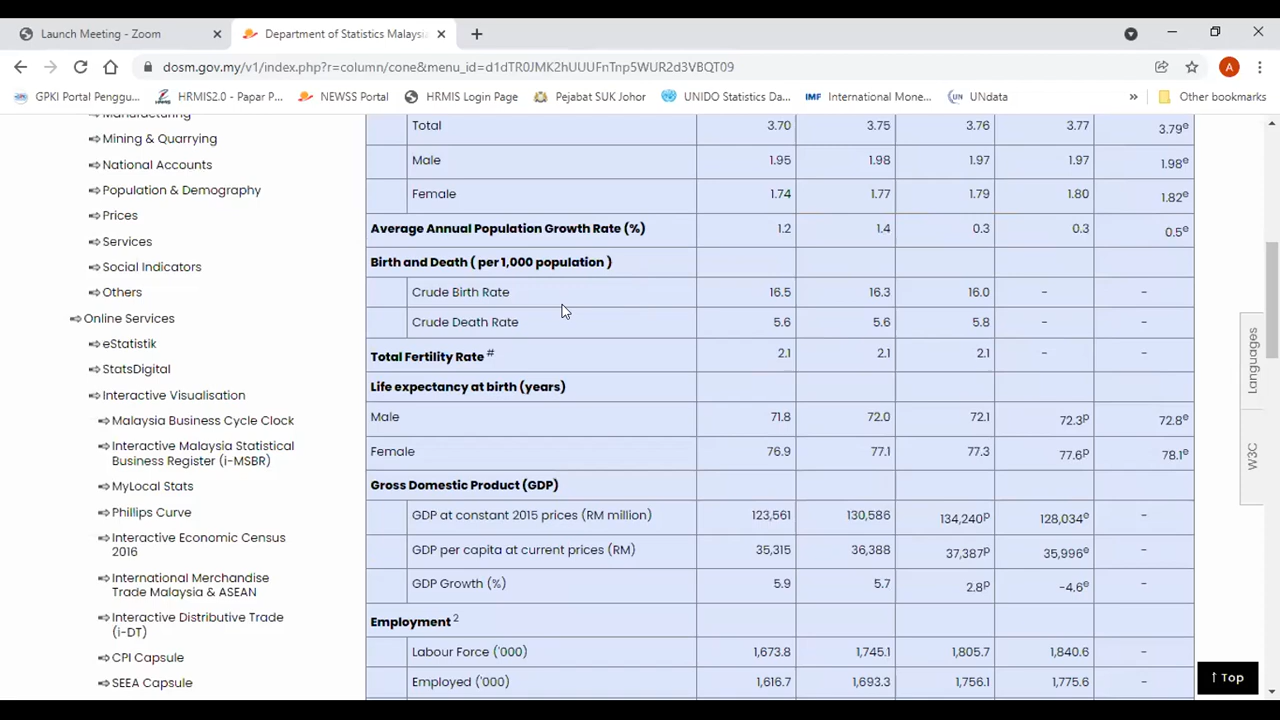 Launch Meeting - Zoom
Department of Statistics Malaysia
dosm.gov.my/v1/index.php?r=column/cone&menu_id=d1dTR0JMK2hUUUFnTnp5WUR2d3VBQT09
A
GPKI Portal Penggu...
HRMIS2.0 - Papar P...
NEWSS Portal
HRMIS Login Page
Pejabat SUK Johor
UNIDO Statistics Da...
IMF International Mone...
UN UNdata
»
Other bookmarks
Manufacturing
Mining & Quarrying
National Accounts
Population & Demography
Prices
Services
Social Indicators
Others
Online Services
eStatistik
StatsDigital
Interactive Visualisation
Malaysia Business Cycle Clock
Interactive Malaysia Statistical
Business Register (i-MSBR)
MyLocal Stats
Phillips Curve
Interactive Economic Census
2016
International Merchandise
Trade Malaysia & ASEAN
Interactive Distributive Trade
(i-DT)
CPI Capsule
SEEA Capsule
Total 3.70 3.75 3.76 3.77 3.79e
Male 1.95 1.98 1.97 1.97 1.98e
Female 1.74 1.77 1.79 1.80 1.82e
Average Annual Population Growth Rate (%) 1.2 1.4 0.3 0.3 0.5e
Birth and Death ( per 1,000 population )
Crude Birth Rate 16.5 16.3 16.0 - -
Crude Death Rate 5.6 5.6 5.8 - -
Total Fertility Rate # 2.1 2.1 2.1 - -
Life expectancy at birth (years)
Male 71.8 72.0 72.1 72.3p 72.8e
Female 76.9 77.1 77.3 77.6p 78.1e
Gross Domestic Product (GDP)
GDP at constant 2015 prices (RM million) 123,561 130,586 134,240p 128,034e -
GDP per capita at current prices (RM) 35,315 36,388 37,387p 35,996e -
GDP Growth (%) 5.9 5.7 2.8p -4.6e -
Employment 2
Labour Force ('000) 1,673.8 1,745.1 1,805.7 1,840.6 -
Employed ('000) 1,616.7 1,693.3 1,756.1 1,775.6 -
Languages
W3C
↑ Top